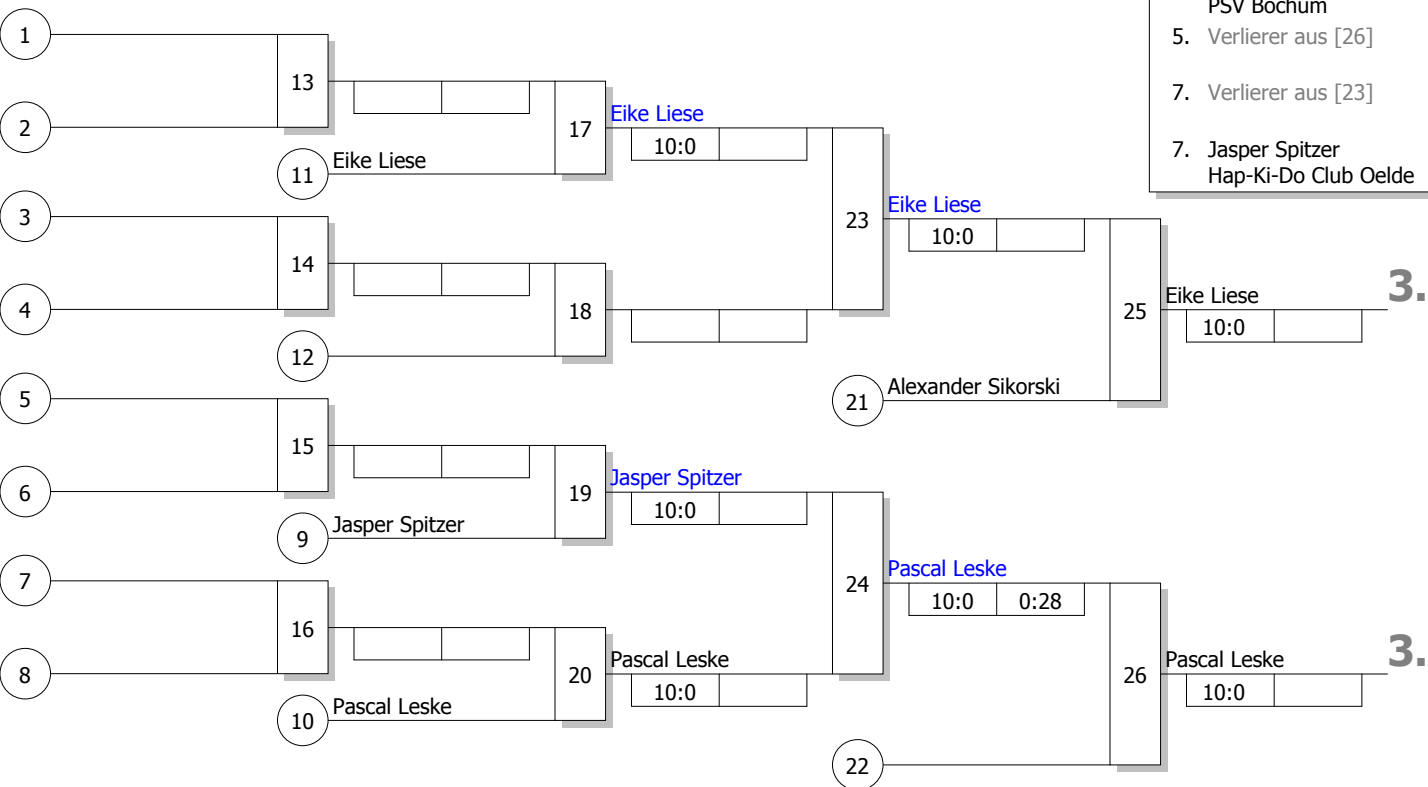 PSV Bochum
5. Verlierer aus [26]
7. Verlierer aus [23]
7. Jasper Spitzer
Hap-Ki-Do Club Oelde
1
13
2
17
Eike Liese
10:0
11
Eike Liese
3
14
4
18
12
23
Eike Liese
10:0
25
Eike Liese
10:0
3.
21
Alexander Sikorski
5
15
6
19
Jasper Spitzer
10:0
9
Jasper Spitzer
7
16
8
20
Pascal Leske
10:0
10
Pascal Leske
24
Pascal Leske
10:0
0:28
26
Pascal Leske
10:0
3.
22